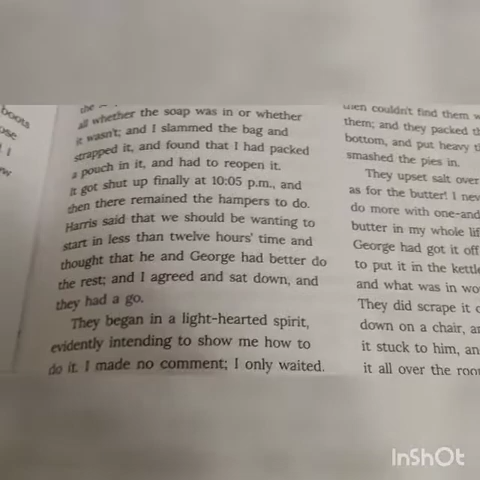 boots
the
all whether the soap was in or whether
it wasn't; and I slammed the bag and
strapped it, and found that I had packed
a pouch in it, and had to reopen it.
It got shut up finally at 10:05 p.m., and
then there remained the hampers to do.
Harris said that we should be wanting to
start in less than twelve hours' time and
thought that he and George had better do
the rest; and I agreed and sat down, and
they had a go.
They began in a light-hearted spirit,
evidently intending to show me how to
do it. I made no comment; I only waited.
then couldn't find them
them; and they packed
bottom, and put heavy
smashed the pies in.
They upset salt over
as for the butter! I
do more with one-and
butter in my whole
George had got it off
to put it in the kettle
and what was in
They did scrape it
down on a chair,
it stuck to him,
it all over the
InShOt